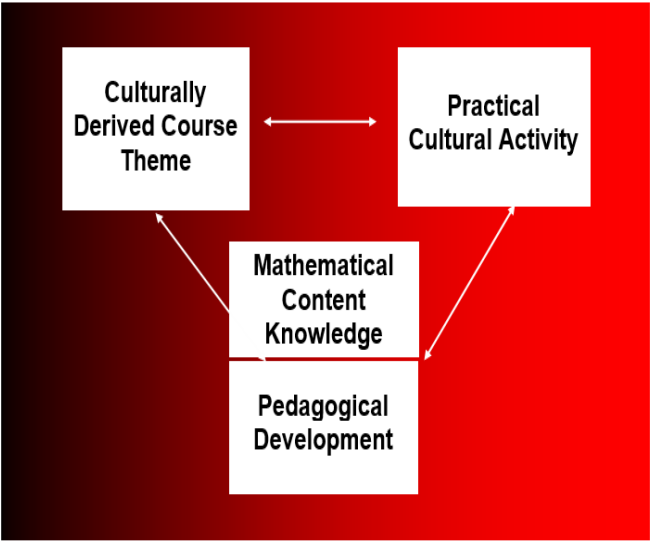 Culturally
Derived Course
Theme
Practical
Cultural Activity
Mathematical
Content
Knowledge
Pedagogical
Development